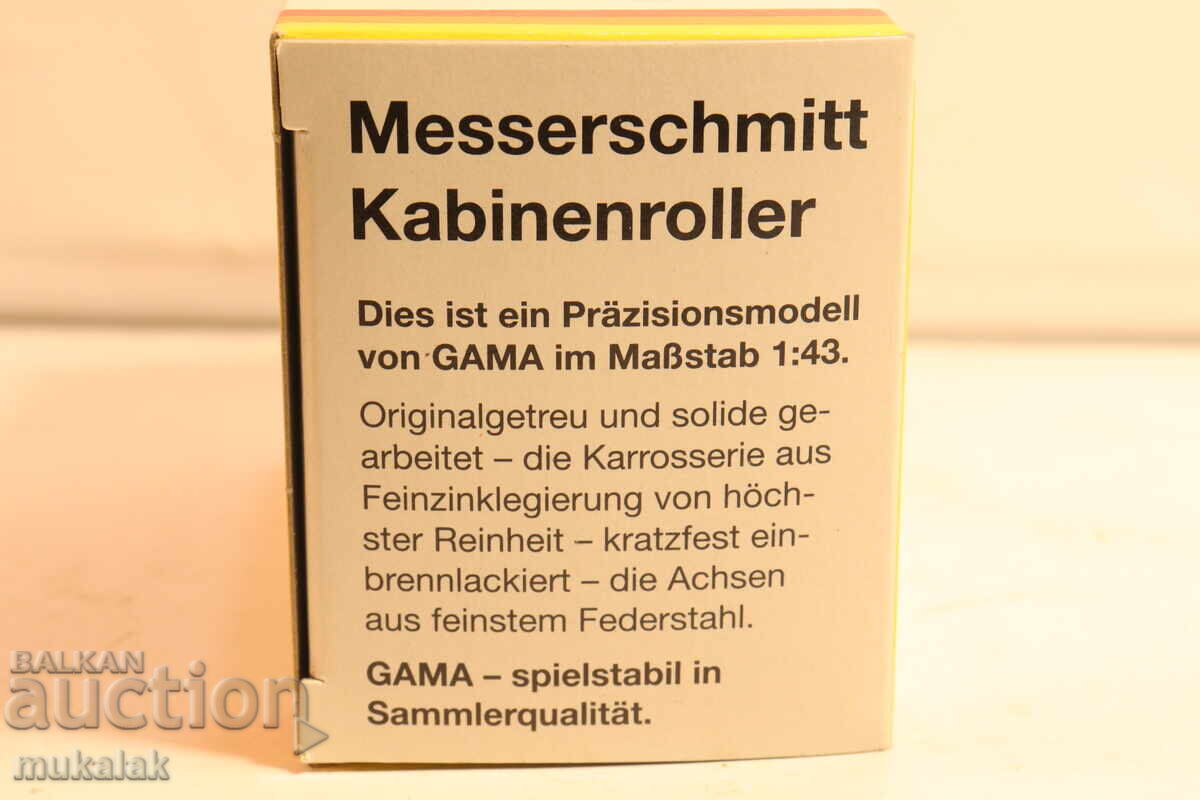 Messerschmitt
Kabinenroller
Dies ist ein Präzisionsmodell
von GAMA im Maßstab 1:43.
Originalgetreu und solide ge-
arbeitet – die Karrosserie aus
Feinzinklegierung von höch-
ster Reinheit – kratzfest ein-
brennlackiert – die Achsen
aus feinstem Federstahl.
GAMA – spielstabil in
Sammlerqualität.
BALKAN
auction
mukalak